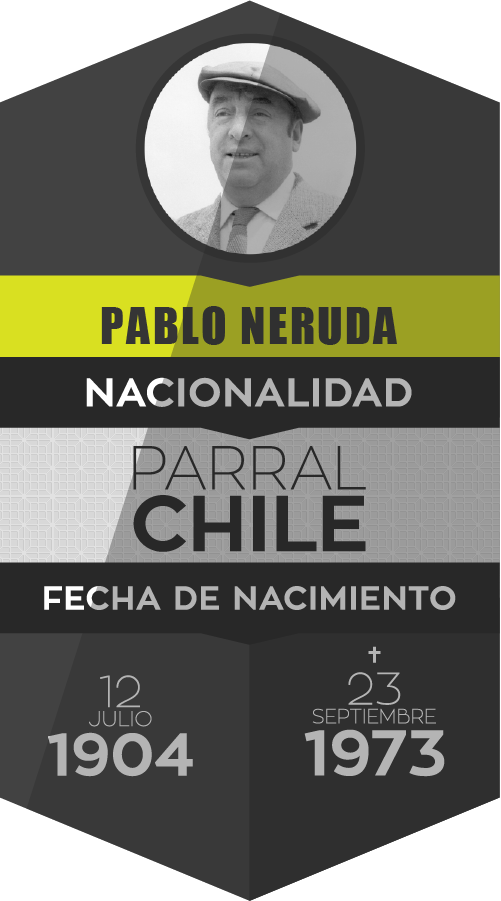 PABLO NERUDA
NACIONALIDAD
PARRAL
CHILE
FECHA DE NACIMIENTO
12
JULIO
1904
✝
23
SEPTIEMBRE
1973